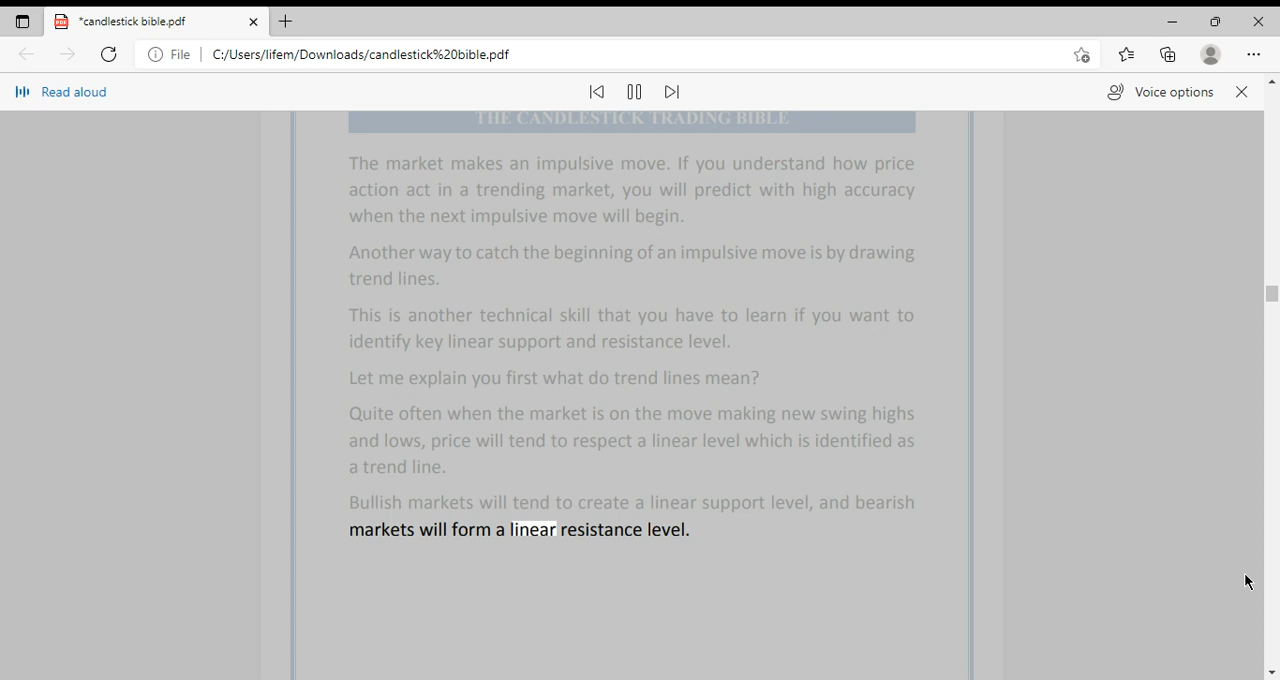 *candlestick bible.pdf
File
C:/Users/lifem/Downloads/candlestick%20bible.pdf
Read aloud
Voice options
THE CANDLESTICK TRADING BIBLE
The market makes an impulsive move. If you understand how price
action act in a trending market, you will predict with high accuracy
when the next impulsive move will begin.
Another way to catch the beginning of an impulsive move is by drawing
trend lines.
This is another technical skill that you have to learn if you want to
identify key linear support and resistance level.
Let me explain you first what do trend lines mean?
Quite often when the market is on the move making new swing highs
and lows, price will tend to respect a linear level which is identified as
a trend line.
Bullish markets will tend to create a linear support level, and bearish
markets will form a linear resistance level.